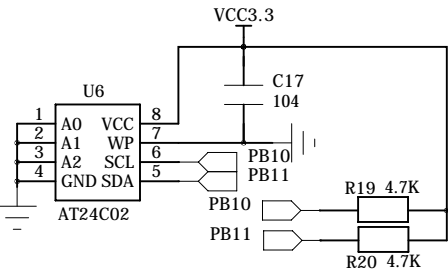 VCC3.3
U6
C17
104
1 A0 VCC 8
2 A1 WP 7
3 A2 SCL 6
4 GND SDA 5
AT24C02
PB10
PB11
PB10
PB11
R19 4.7K
R20 4.7K